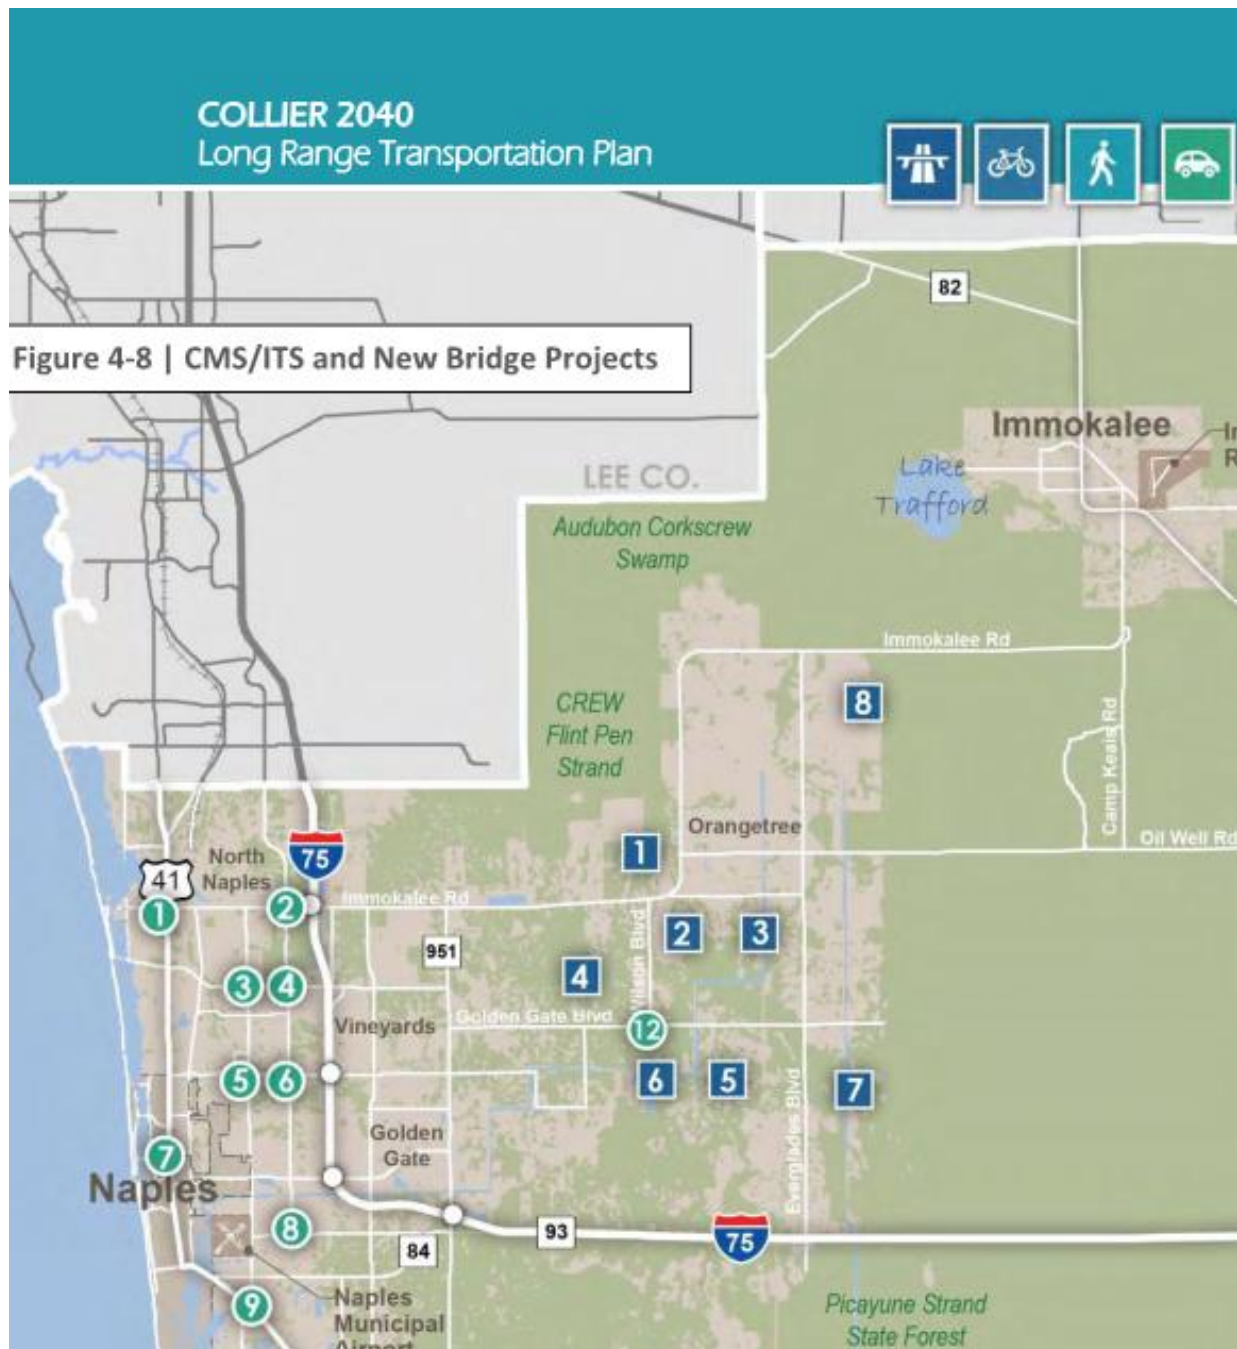 COLLIER 2040
Long Range Transportation Plan
82
Figure 4-8 | CMS/ITS and New Bridge Projects
Immokalee
LEE CO.
Lake
Trafford
Audubon Corkscrew
Swamp
Immokalee Rd
CREW
Flint Pen
Strand
8
Camp Keais Rd
Orangetree
Oil Well Rd
1
North
Naples
75
41
1
2
Immokalee Rd
951
Wilson Blvd
2
3
4
3
4
Vineyards
Golden Gate Blvd
12
5
6
6
5
7
Everglades Blvd
Golden
Gate
7
Naples
8
84
93
75
9
Naples
Municipal
Airport
Picayune Strand
State Forest